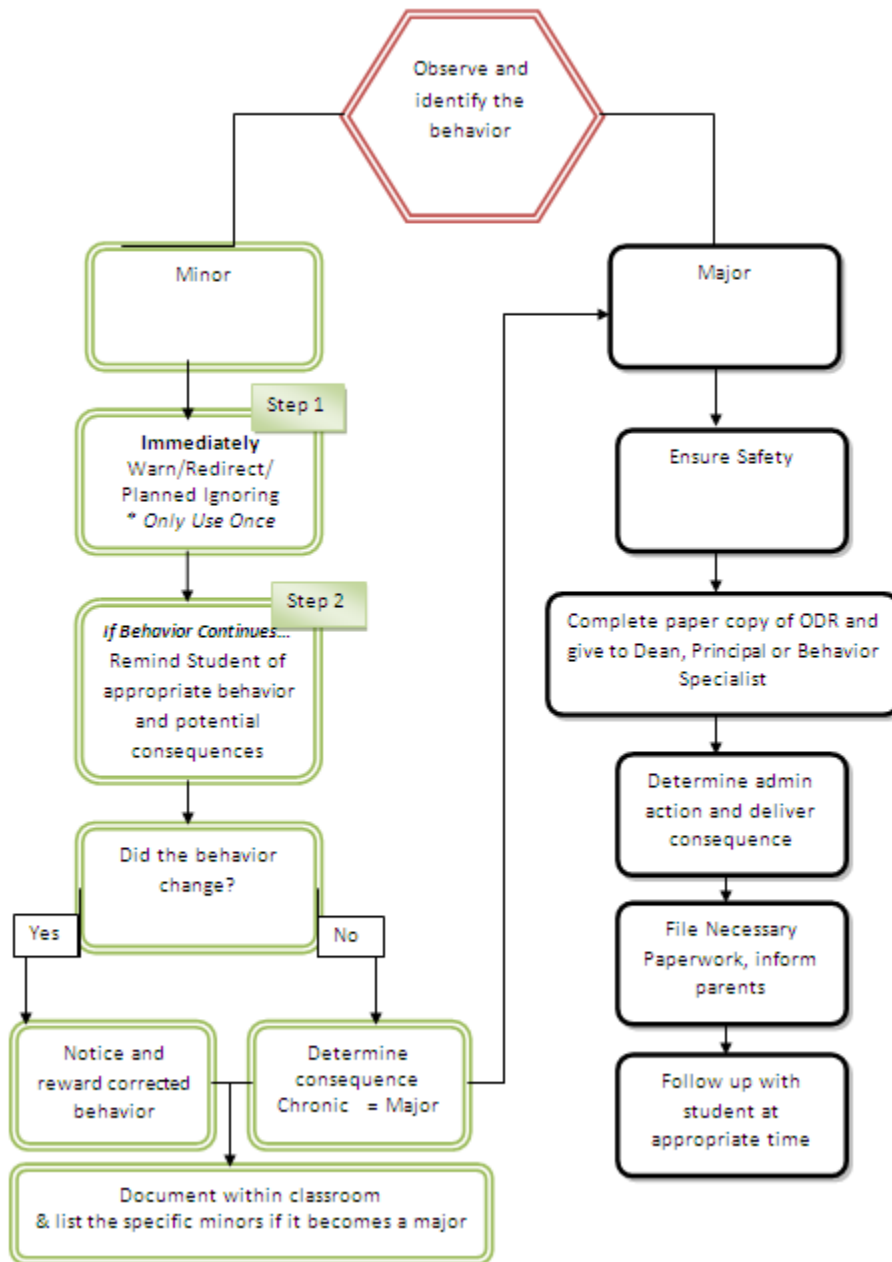 Observe and
identify the
behavior
Minor
Major
Step 1
Immediately
Warn/Redirect/
Planned Ignoring
* Only Use Once
Ensure Safety
Step 2
If Behavior Continues...
Remind Student of
appropriate behavior
and potential
consequences
Complete paper copy of ODR and
give to Dean, Principal or Behavior
Specialist
Determine admin
action and deliver
consequence
Did the behavior
change?
Yes
No
File Necessary
Paperwork, inform
parents
Notice and
reward corrected
behavior
Determine
consequence
Chronic = Major
Follow up with
student at
appropriate time
Document within classroom
& list the specific minors if it becomes a major